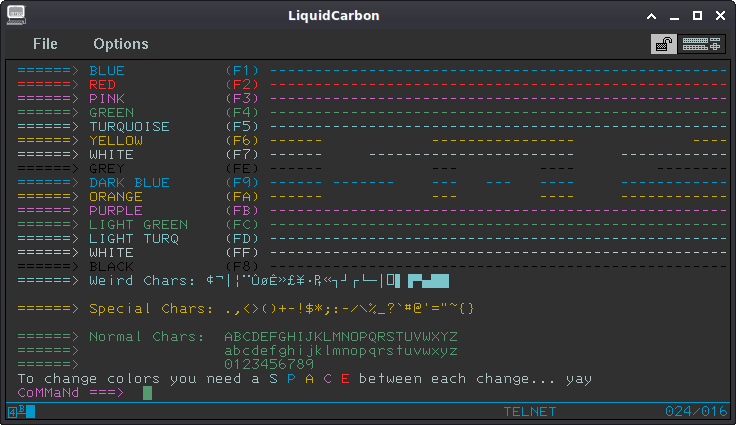 LiquidCarbon
File Options
======> BLUE (F1) ---------------------------------------------------
======> RED (F2) ---------------------------------------------------
======> PINK (F3) ---------------------------------------------------
======> GREEN (F4) ---------------------------------------------------
======> TURQUOISE (F5) ---------------------------------------------------
======> YELLOW (F6) ------            ----------------          ----
======> WHITE (F7) ------     -----------------------     ------------
======> GREY (FE) ------            ---   ----------     ------------
======> DARK BLUE (F9) ------ -------   ---   ---  ----   ------------
======> ORANGE (FA) ------            ---   ----------     ------------
======> PURPLE (FB) ---------------------------------------------------
======> LIGHT GREEN (FC) ---------------------------------------------------
======> LIGHT TURQ (FD) ---------------------------------------------------
======> WHITE (FF) ---------------------------------------------------
======> BLACK (F8) ---------------------------------------------------
======> Weird Chars: ¢¬|¦¨ÛøÊ»£¥·₧«┐┘┌└─│
======> Special Chars: .,<>()+-!$*;:-/\%_?`#@'="~{}
======> Normal Chars: ABCDEFGHIJKLMNOPQRSTUVWXYZ
======> abcdefghijklmnopqrstuvwxyz
======> 0123456789
To change colors you need a S P A C E between each change... yay
CoMMaNd ===>
4B TELNET 024/016